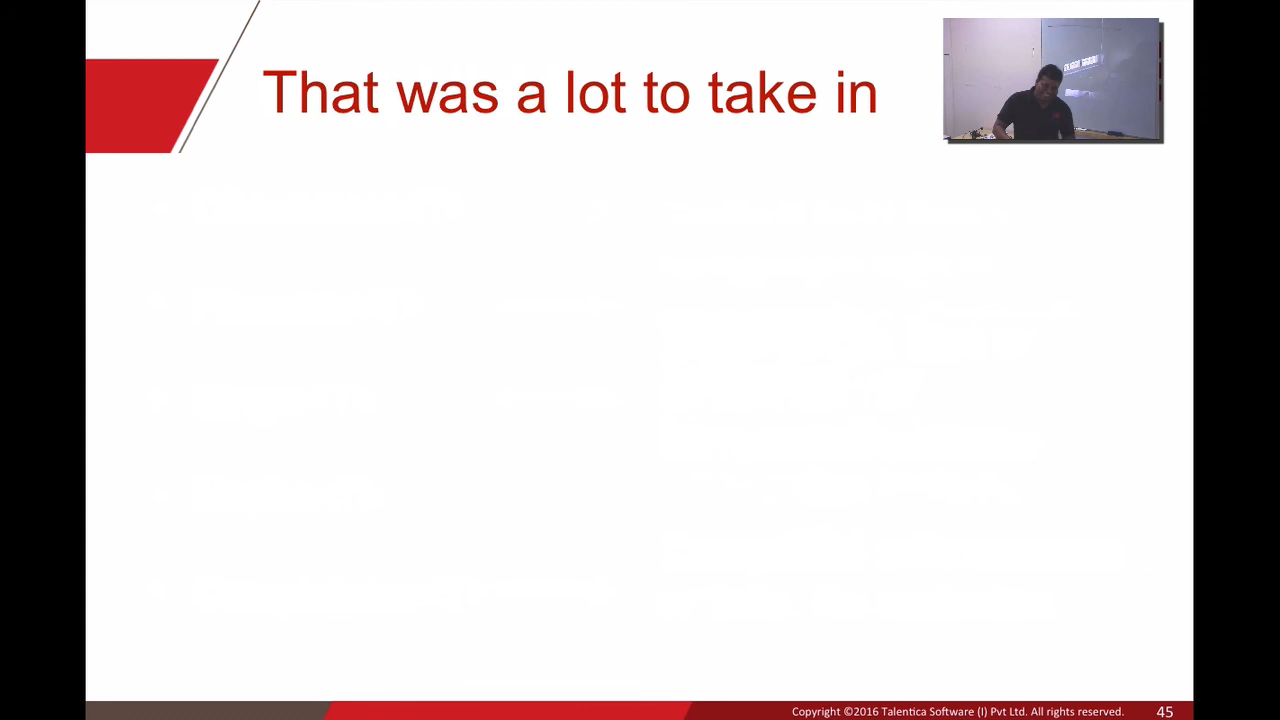 That was a lot to take in
Copyright ©2016 Talentica Software (I) Pvt Ltd. All rights reserved.
45